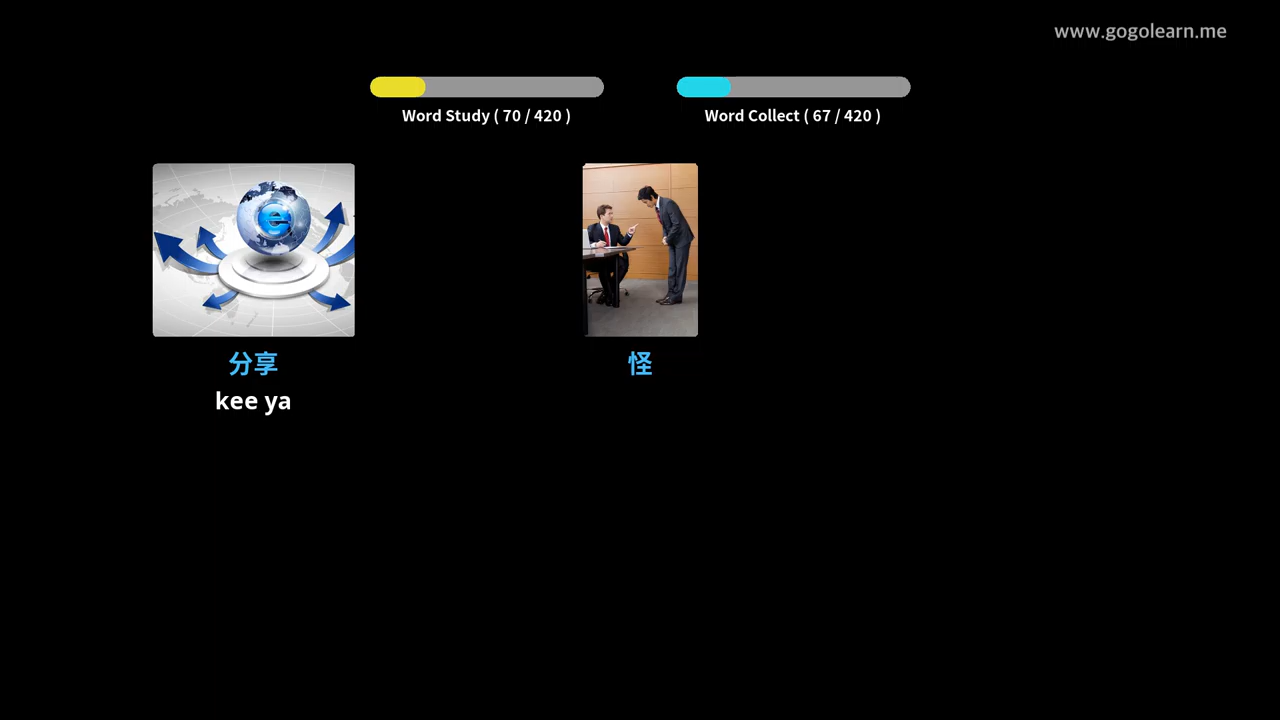 www.gogolearn.me
Word Study ( 70 / 420 )
Word Collect ( 67 / 420 )
e
分享
怪
kee ya